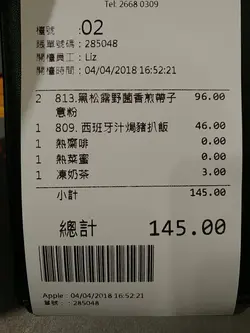 Tel: 2668 0309
檯號 : 02
賬單號碼 : 285048
開檯員工 : Liz
開檯時間 : 04/04/2018 16:52:21
2 813.黑松露野菌香煎帶子 96.00
意粉
1 809. 西班牙汁焗豬扒飯 46.00
1 熱齋啡 0.00
1 熱菜蜜 0.00
1 凍奶茶 3.00
小計 145.00
總計 145.00
Apple 04/04/2018 16:52:21
單號 : 285048